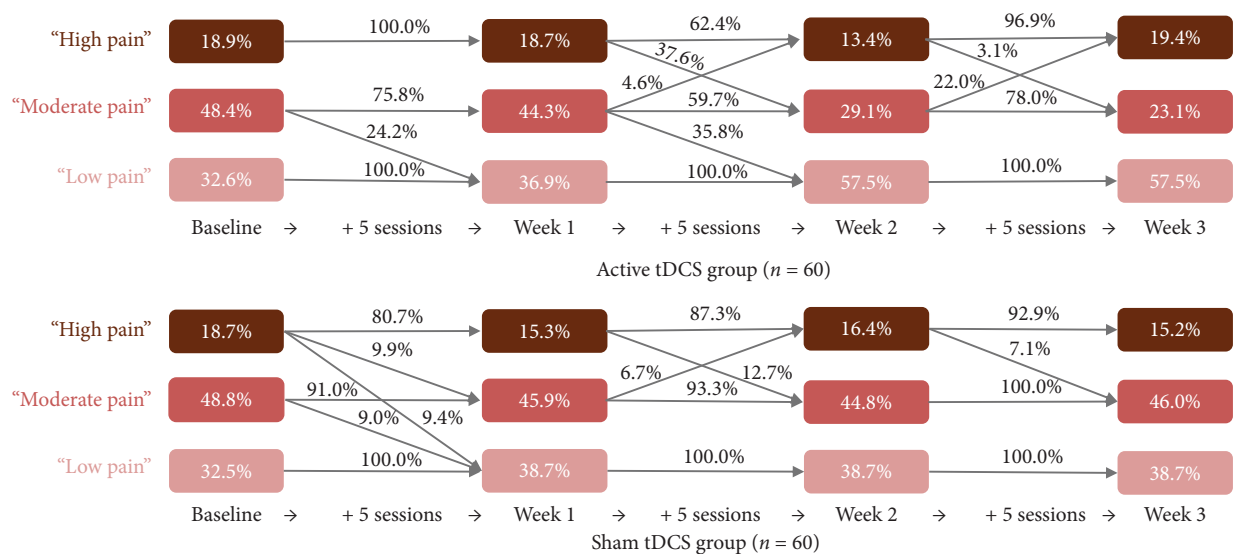 “High pain” 18.9% 100.0% 18.7% 62.4% 13.4% 96.9% 19.4%
37.6% 3.1%
4.6% 22.0%
“Moderate pain” 48.4% 75.8% 44.3% 59.7% 29.1% 78.0% 23.1%
24.2% 35.8%
“Low pain” 32.6% 100.0% 36.9% 100.0% 57.5% 100.0% 57.5%
Baseline → + 5 sessions → Week 1 → + 5 sessions → Week 2 → + 5 sessions → Week 3
Active tDCS group (n = 60)
“High pain” 18.7% 80.7% 15.3% 87.3% 16.4% 92.9% 15.2%
9.9% 7.1%
6.7% 12.7%
“Moderate pain” 48.8% 91.0% 45.9% 93.3% 44.8% 100.0% 46.0%
9.0% 9.4%
“Low pain” 32.5% 100.0% 38.7% 100.0% 38.7% 100.0% 38.7%
Baseline → + 5 sessions → Week 1 → + 5 sessions → Week 2 → + 5 sessions → Week 3
Sham tDCS group (n = 60)